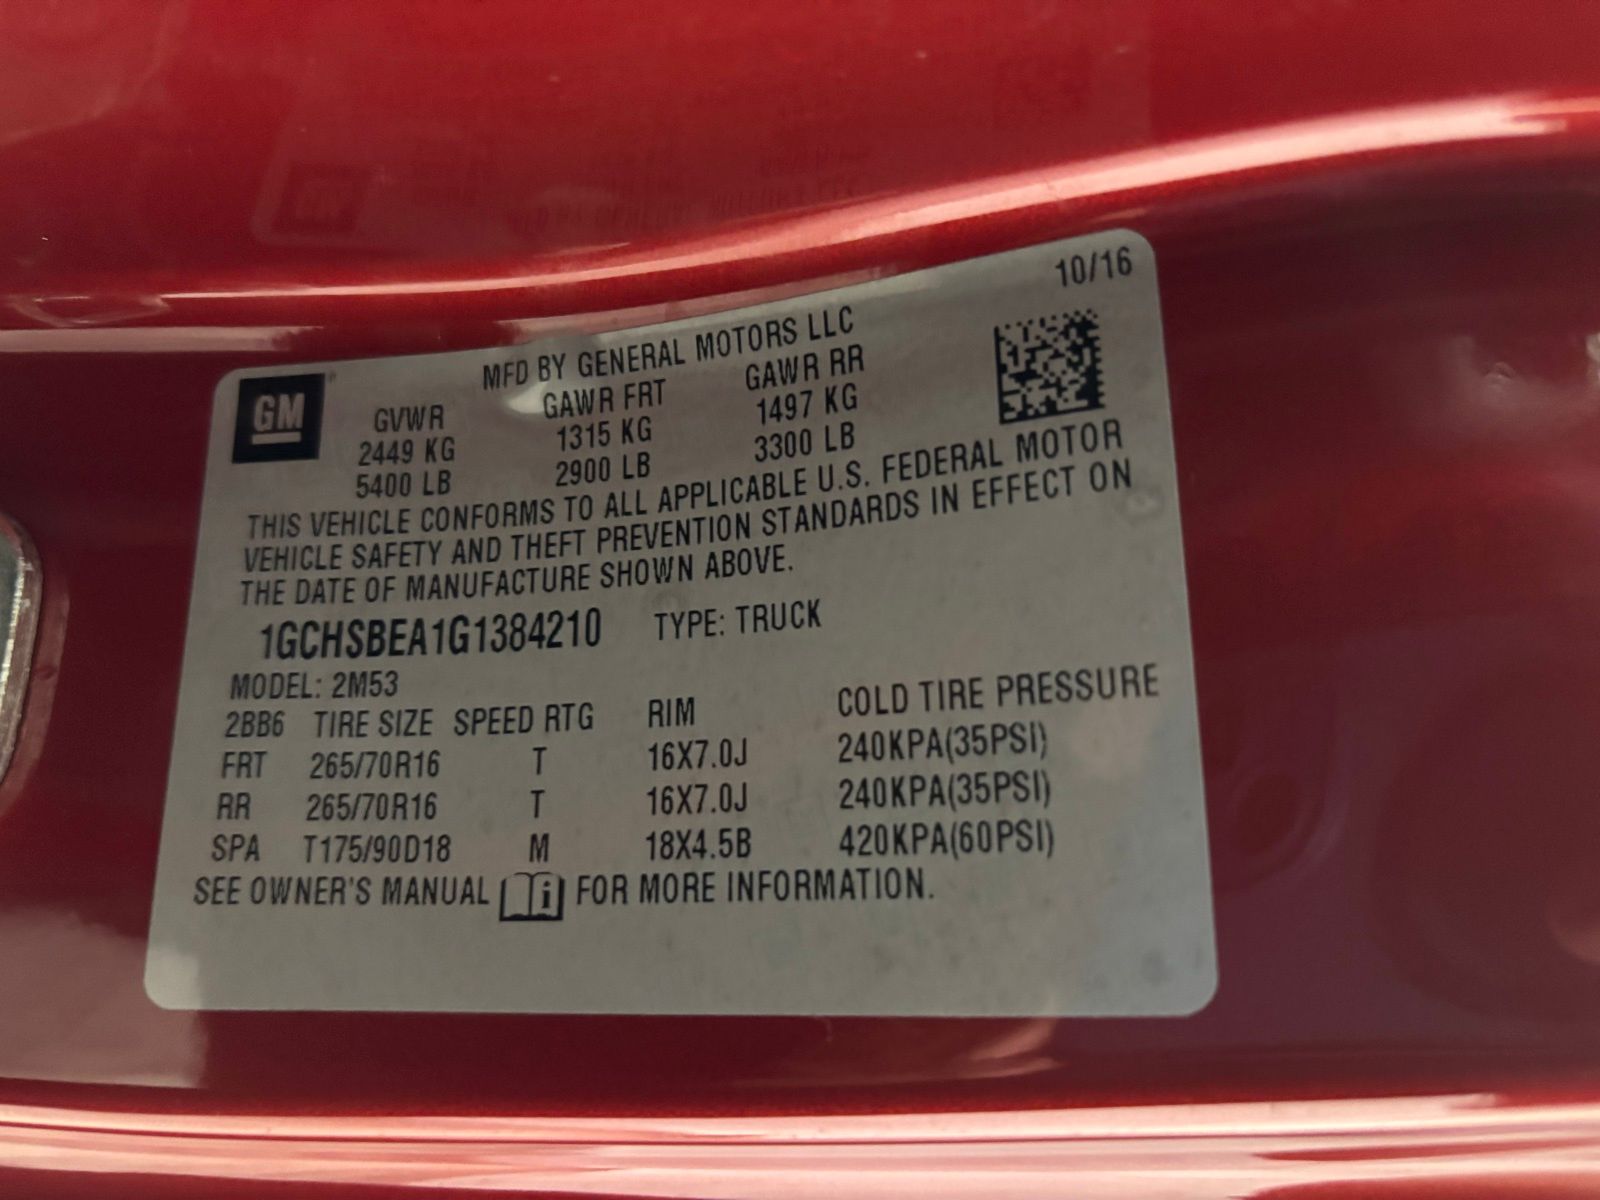 10/16
MFD BY GENERAL MOTORS LLC
GM
GVWR GAWR FRT GAWR RR
2449 KG 1315 KG 1497 KG
5400 LB 2900 LB 3300 LB
THIS VEHICLE CONFORMS TO ALL APPLICABLE U.S. FEDERAL MOTOR
VEHICLE SAFETY AND THEFT PREVENTION STANDARDS IN EFFECT ON
THE DATE OF MANUFACTURE SHOWN ABOVE.
1GCHSBEA1G1384210 TYPE: TRUCK
MODEL: 2M53
2BB6 TIRE SIZE SPEED RTG RIM COLD TIRE PRESSURE
FRT 265/70R16 T 16X7.0J 240KPA(35PSI)
RR 265/70R16 T 16X7.0J 240KPA(35PSI)
SPA T175/90D18 M 18X4.5B 420KPA(60PSI)
SEE OWNER'S MANUAL i FOR MORE INFORMATION.